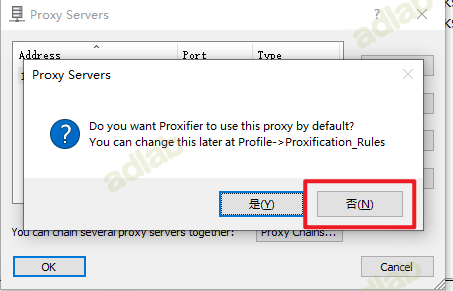 Proxy Servers
Address Port Type
Proxy Servers
Do you want Proxifier to use this proxy by default?
You can change this later at Profile->Proxification_Rules
是(Y) 否(N)
You can chain several proxy servers together: Proxy Chains...
OK Cancel
adlab
adlab
adlab